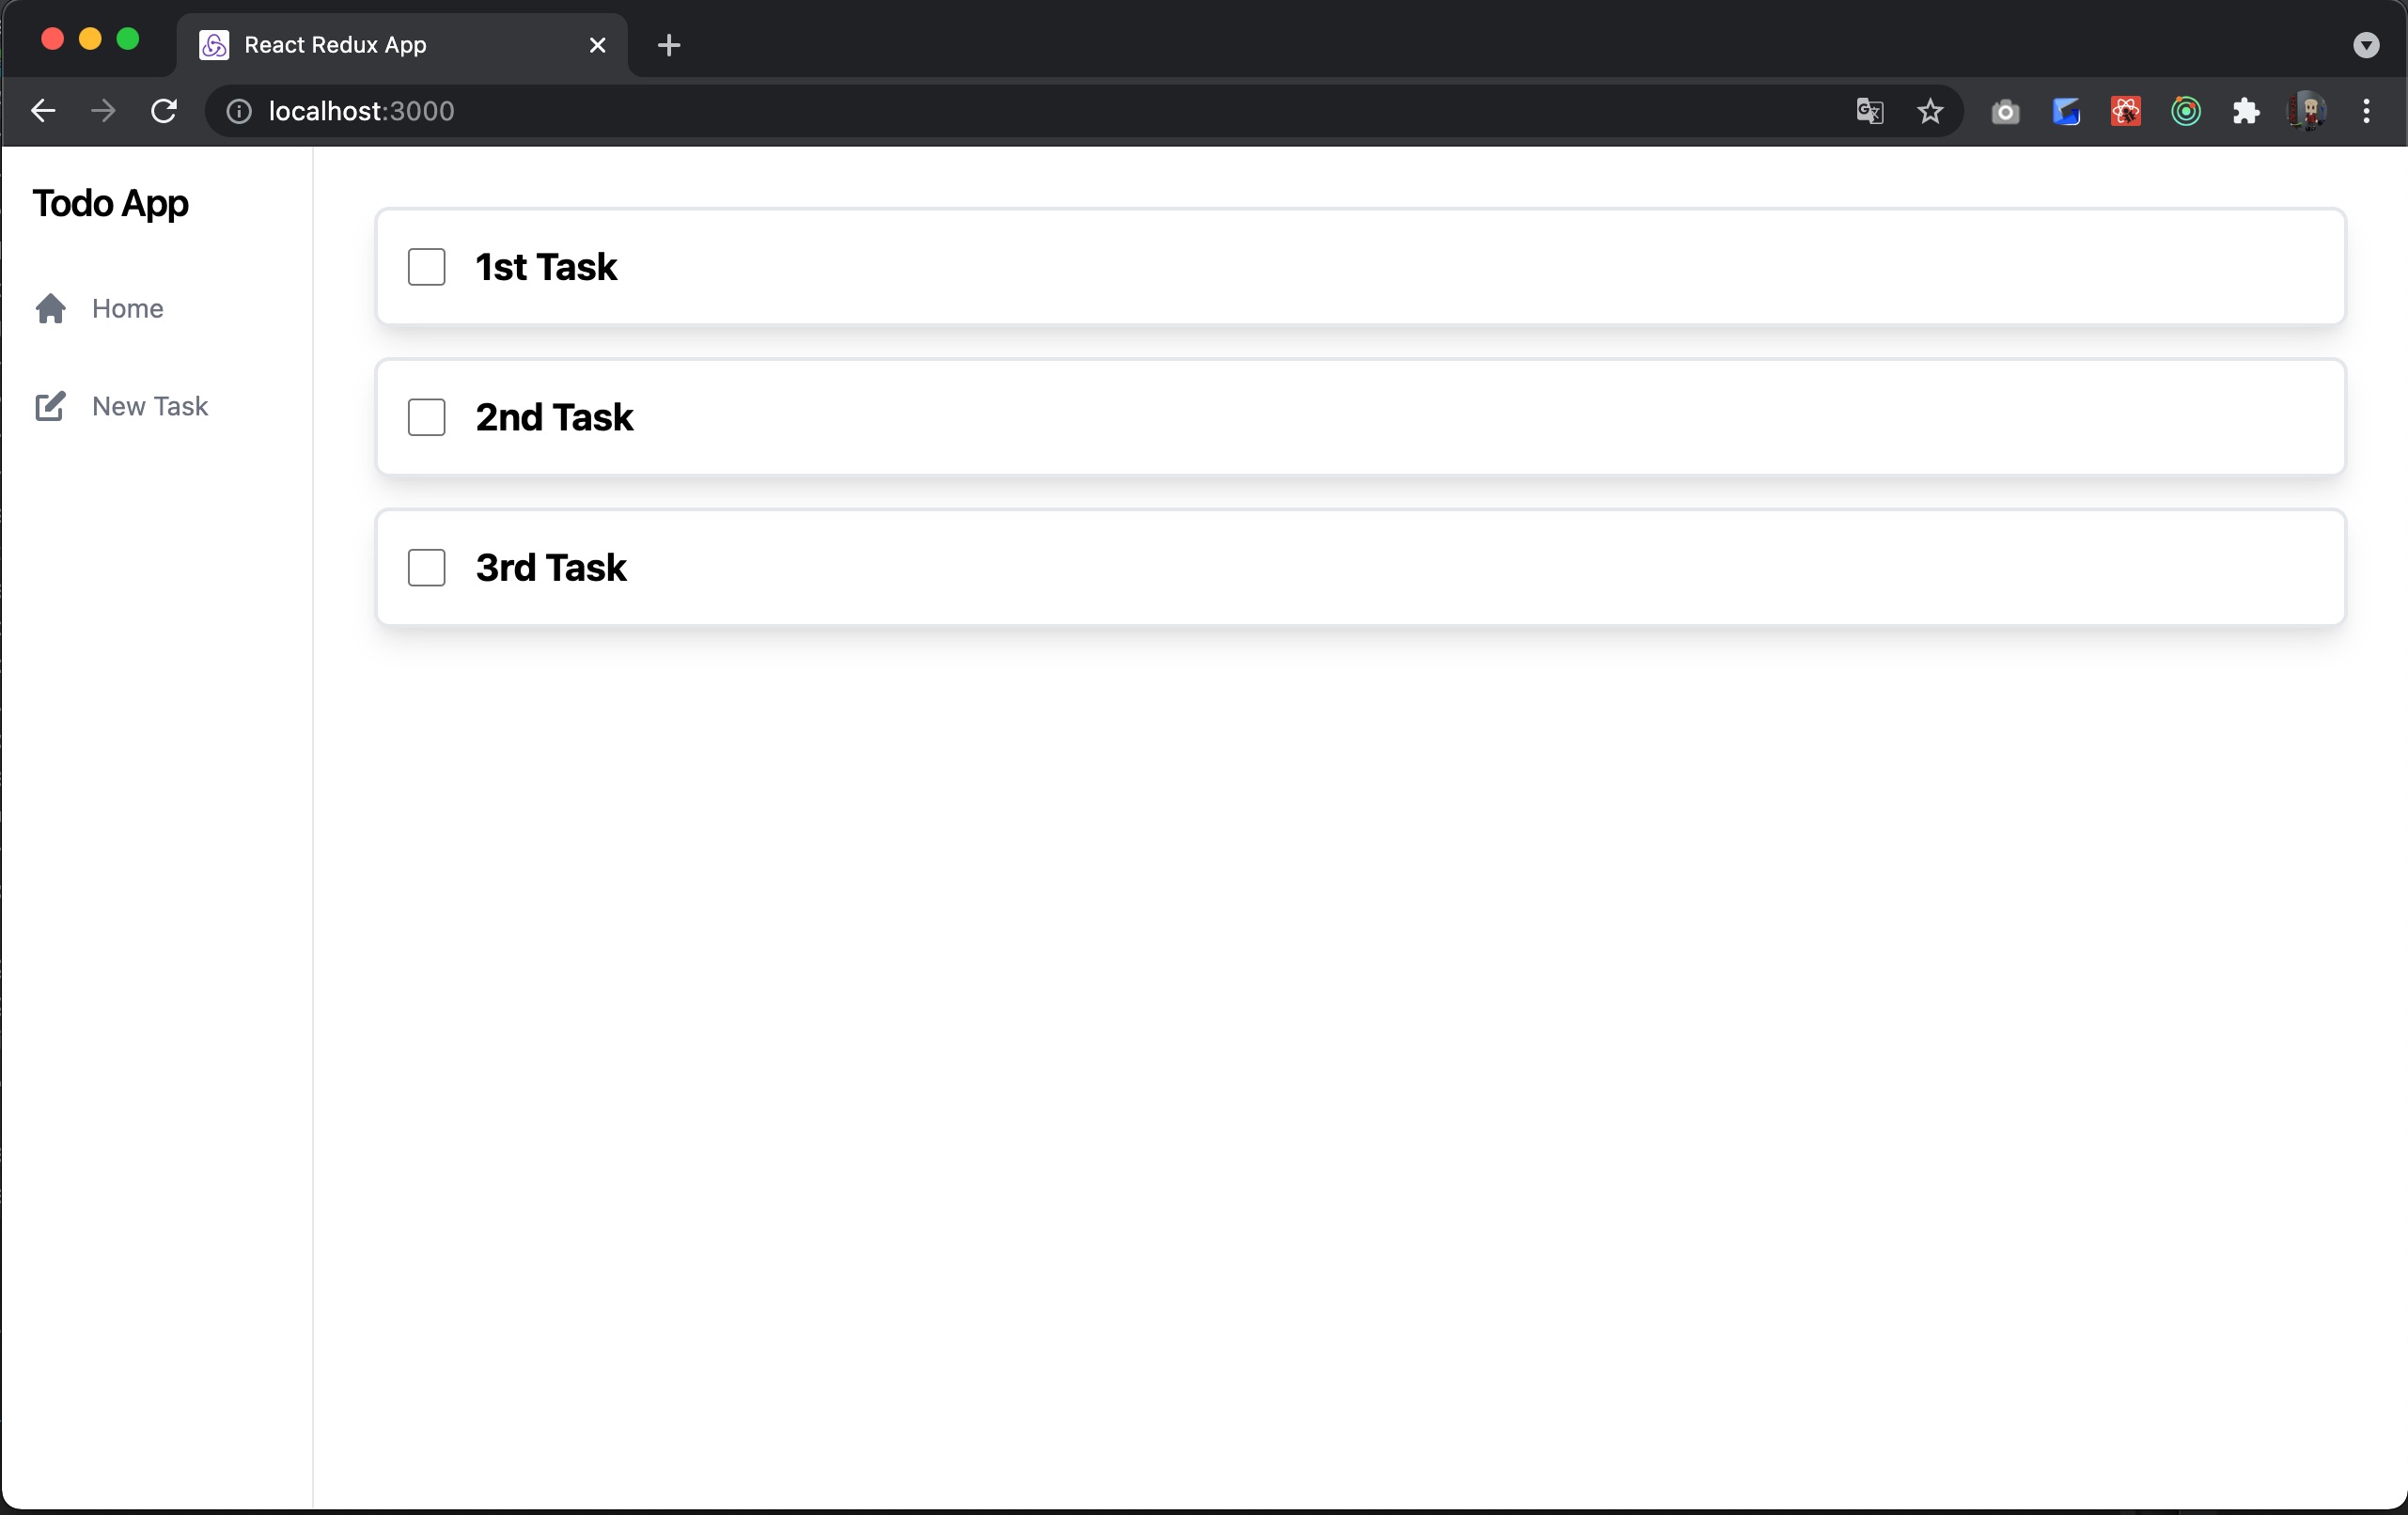 React Redux App
localhost:3000
Todo App
Home
New Task
1st Task
2nd Task
3rd Task